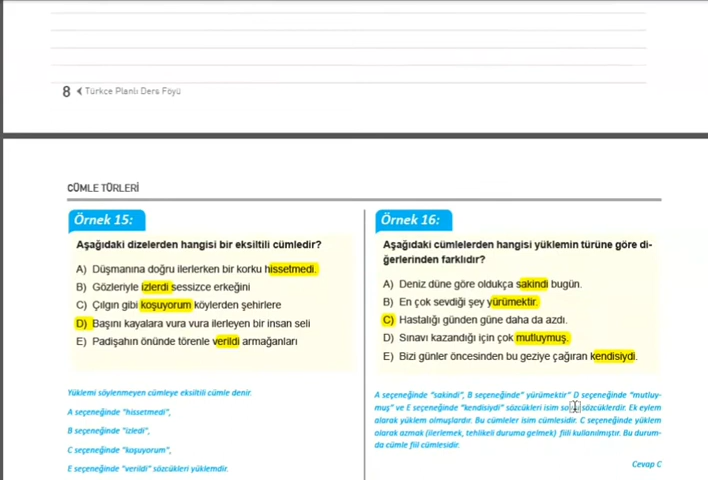 8 Türkçe Planlı Ders Föyü
CÜMLE TÜRLERİ
Örnek 15:
Aşağıdaki dizelerden hangisi bir eksiltili cümledir?
A) Düşmanına doğru ilerlerken bir korku hissetmedi.
B) Gözleriyle izlerdi sessizce erkeğini
C) Çılgın gibi koşuyorum köylerden şehirlere
D) Başını kayalara vura vura ilerleyen bir insan seli
E) Padişahın önünde törenle verildi armağanları
Yüklemi söylenmeyen cümleye eksiltili cümle denir.
A seçeneğinde "hissetmedi",
B seçeneğinde "izledi",
C seçeneğinde "koşuyorum",
E seçeneğinde "verildi" sözcükleri yüklemdir.
Örnek 16:
Aşağıdaki cümlelerden hangisi yüklemin türüne göre di-
ğerlerinden farklıdır?
A) Deniz düne göre oldukça sakindi bugün.
B) En çok sevdiği şey yürümektir.
C) Hastalığı günden güne daha da azdı.
D) Sınavı kazandığı için çok mutluymuş.
E) Bizi günler öncesinden bu geziye çağıran kendisiydi.
A seçeneğinde "sakindi", B seçeneğinde" yürümektir" D seçeneğinde "mutluy-
muş" ve E seçeneğinde "kendisiydi" sözcükleri isim sözcüklerdir. Ek eylem
alarak yüklem olmuşlardır. Bu cümleler isim cümlesidir. C seçeneğinde yüklem
olarak azmak (ilerlemek, tehlikeli duruma gelmek) fiili kullanılmıştır. Bu durum-
da cümle fiil cümlesidir.
Cevap C